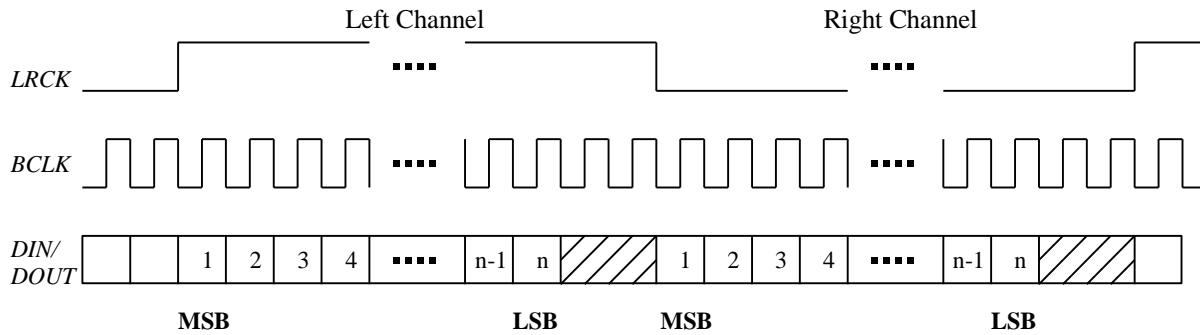 Left Channel Right Channel
LRCK
BCLK
DIN/
DOUT
1 2 3 4 n-1 n 1 2 3 4 n-1 n
MSB LSB MSB LSB